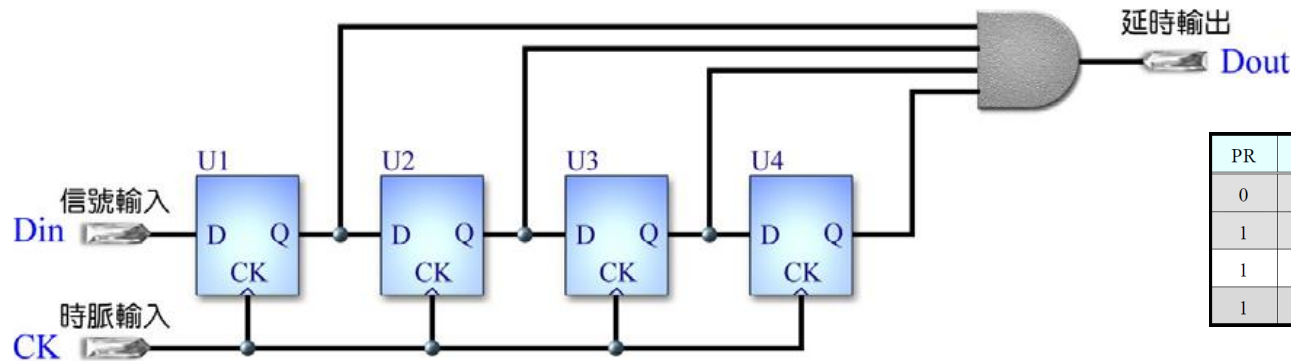 延時輸出
Dout
U1 U2 U3 U4
信號輸入
Din
D Q D Q D Q D Q
CK CK CK CK
時脈輸入
CK
PR
0
1
1
1